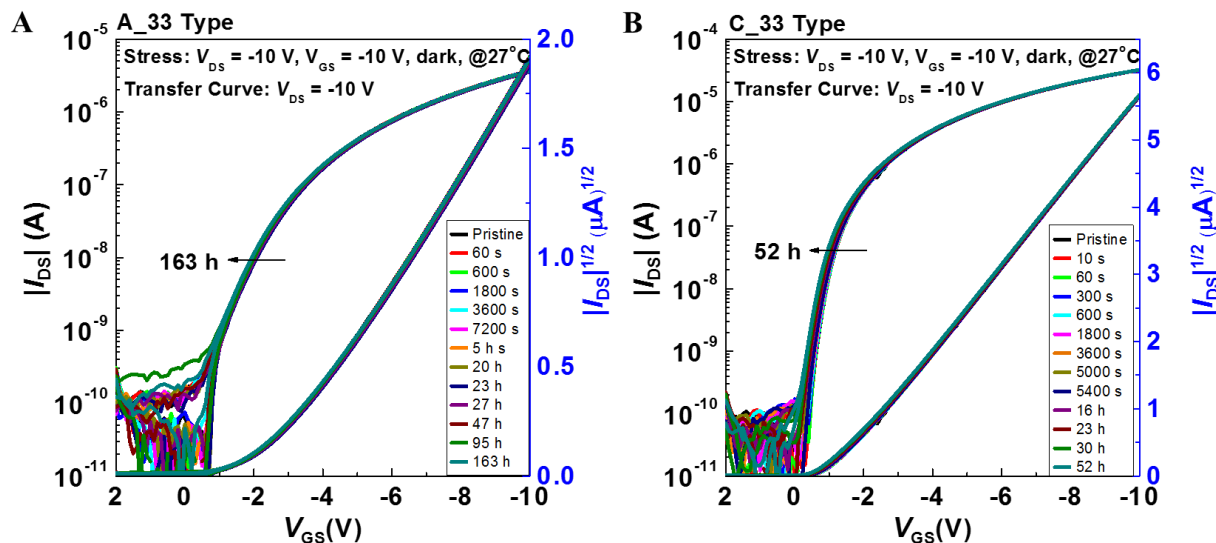 A
A_33 Type
Stress: VDS = -10 V, VGS = -10 V, dark, @27°C
Transfer Curve: VDS = -10 V
10-5
10-6
10-7
10-8
10-9
10-10
10-11
|IDS| (A)
2.0
1.5
1.0
0.5
0.0
|IDS|1/2 (μA)1/2
163 h
Pristine
60 s
600 s
1800 s
3600 s
7200 s
5 h s
20 h
23 h
27 h
47 h
95 h
163 h
2 0 -2 -4 -6 -8 -10
VGS(V)
B
C_33 Type
Stress: VDS = -10 V, VGS = -10 V, dark, @27°C
Transfer Curve: VDS = -10 V
10-4
10-5
10-6
10-7
10-8
10-9
10-10
10-11
|IDS| (A)
6
5
4
3
2
1
0
|IDS|1/2 (μA)1/2
52 h
Pristine
10 s
60 s
300 s
600 s
1800 s
3600 s
5000 s
5400 s
16 h
23 h
30 h
52 h
2 0 -2 -4 -6 -8 -10
VGS(V)